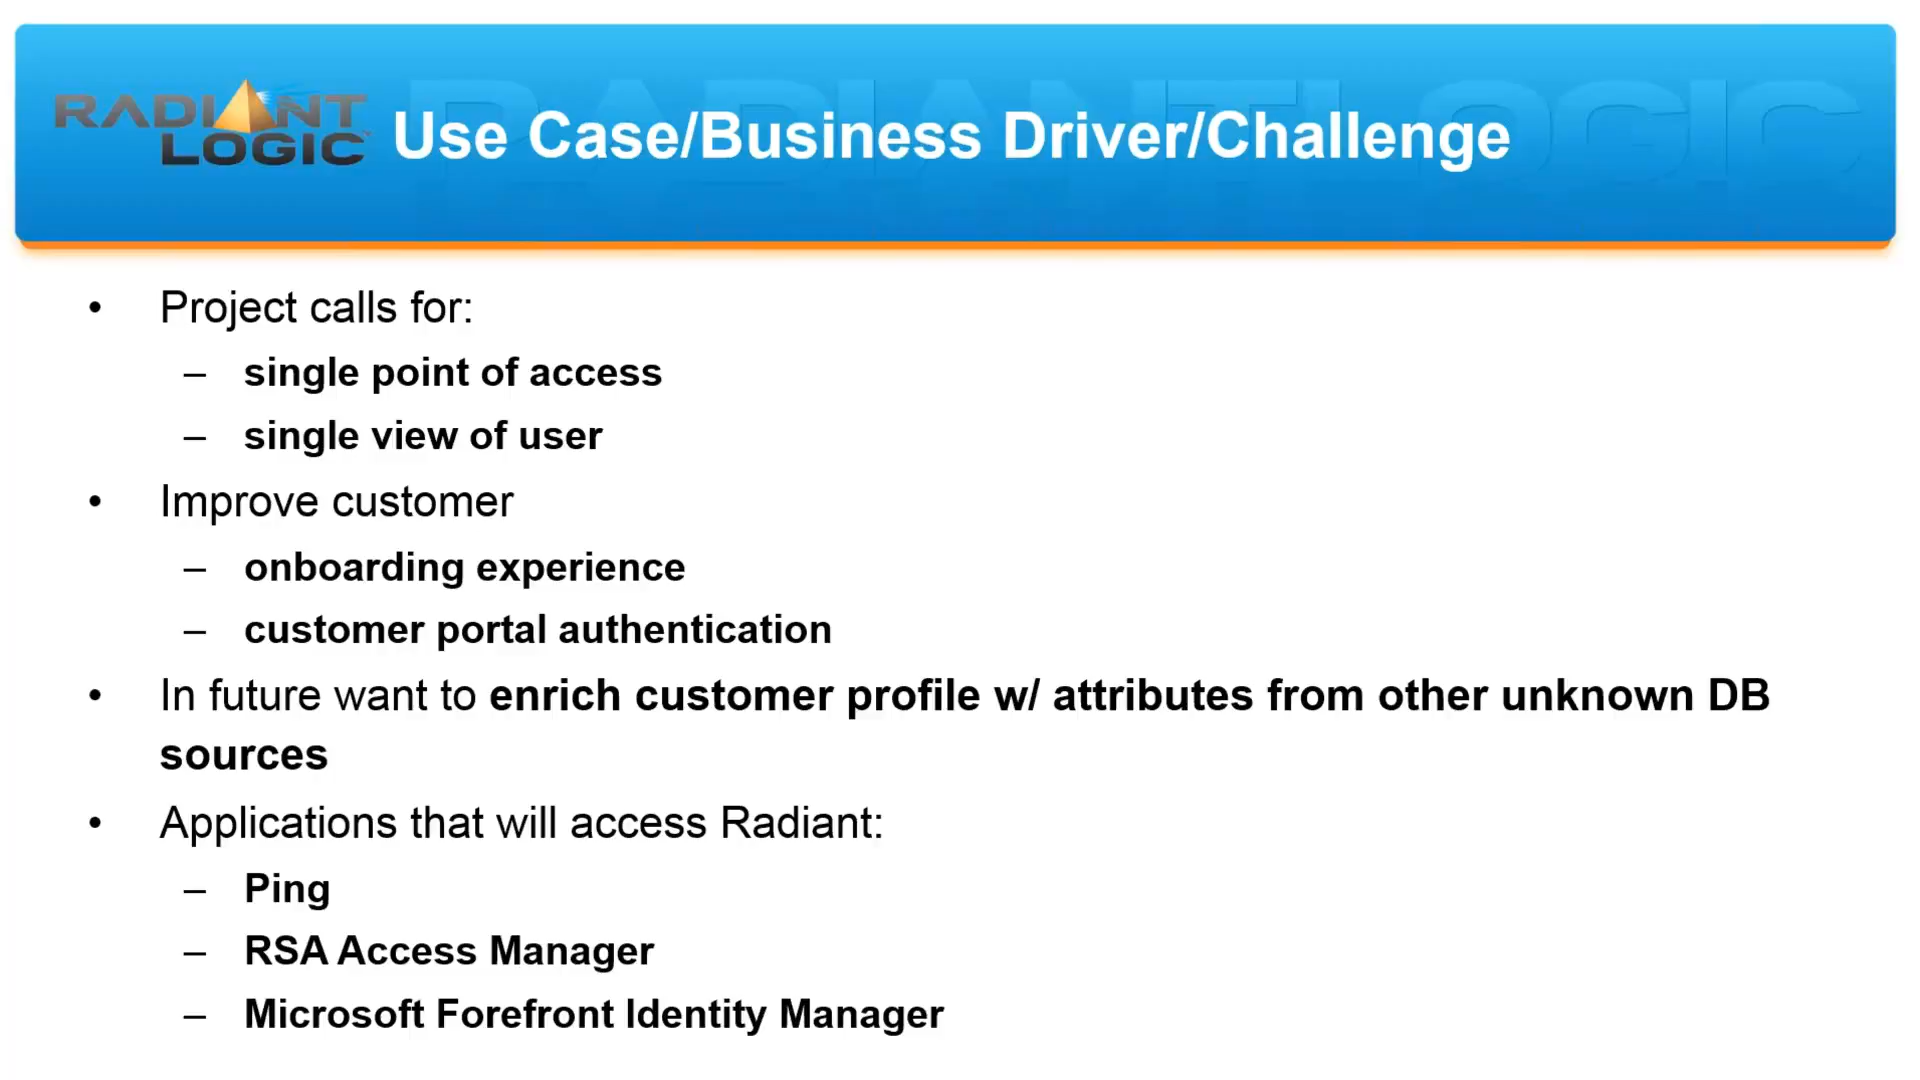 RADIANT
LOGIC™
RADIANTLOGIC
Use Case/Business Driver/Challenge
• Project calls for:
– single point of access
– single view of user
• Improve customer
– onboarding experience
– customer portal authentication
• In future want to enrich customer profile w/ attributes from other unknown DB
sources
• Applications that will access Radiant:
– Ping
– RSA Access Manager
– Microsoft Forefront Identity Manager